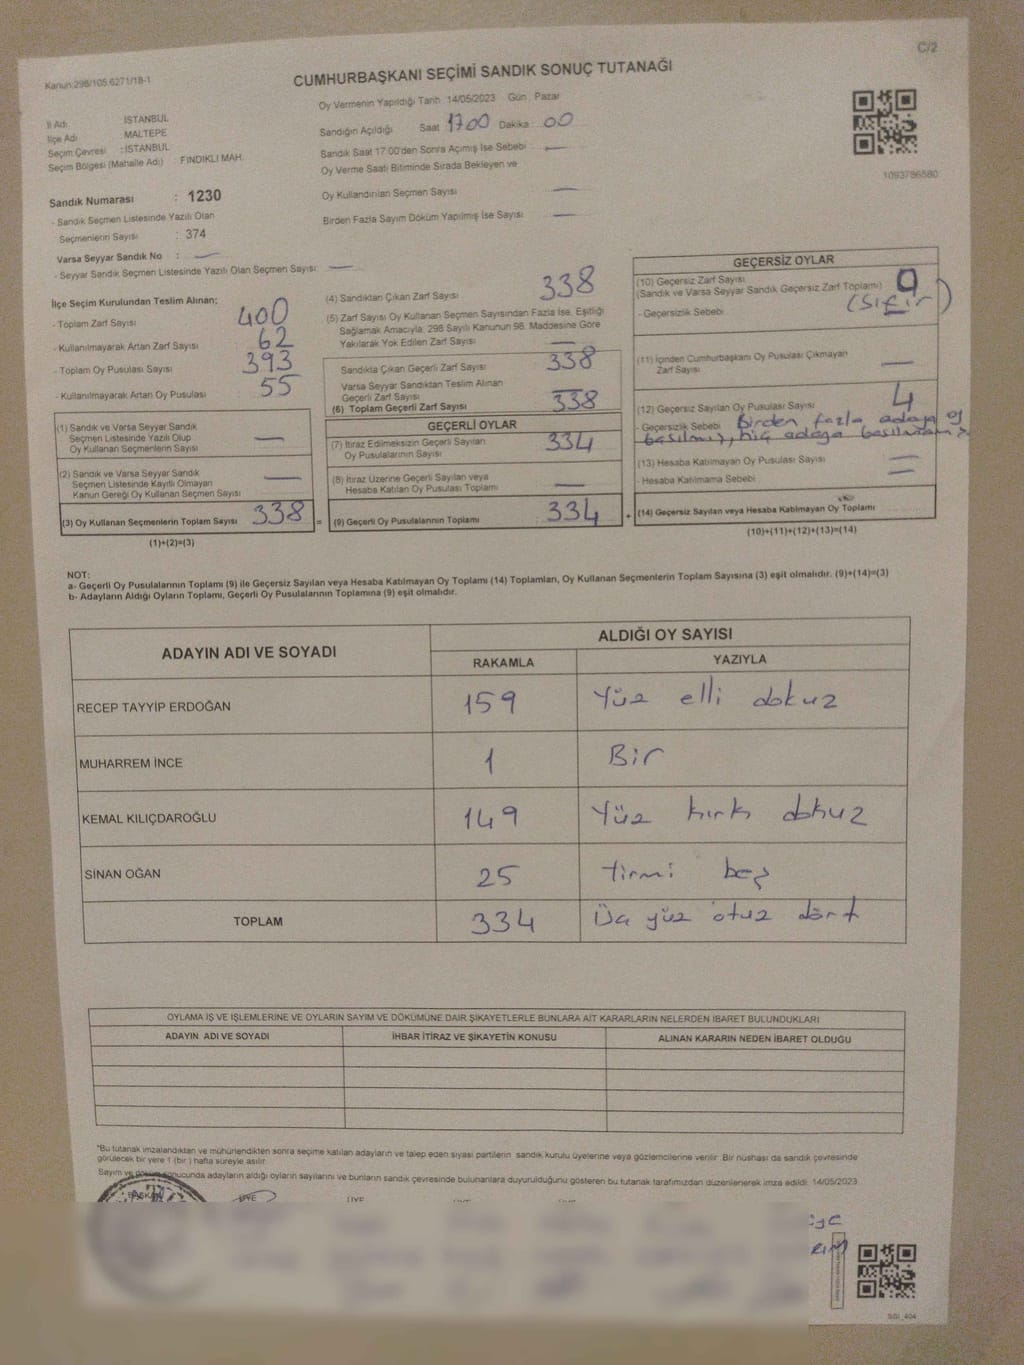 C/2
Kanun:298/105,6271/18-1
CUMHURBAŞKANI SEÇİMİ SANDIK SONUÇ TUTANAĞI
Oy Vermenin Yapıldığı Tarih : 14/05/2023 Gün : Pazar
İl Adı : İSTANBUL
İlçe Adı : MALTEPE
Seçim Çevresi : İSTANBUL
Seçim Bölgesi (Mahalle Adı) : FINDIKLI MAH.
Sandığın Açıldığı Saat 1700 Dakika : 00
Sandık Saat 17:00'den Sonra Açımış İse Sebebi —
Oy Verme Saati Bitiminde Sırada Bekleyen ve
Oy Kullandırılan Seçmen Sayısı —
Birden Fazla Sayım Döküm Yapılmış İse Sayısı —
1093786580
Sandık Numarası : 1230
- Sandık Seçmen Listesinde Yazılı Olan
Seçmenlerin Sayısı : 374
Varsa Seyyar Sandık No : —
- Seyyar Sandık Seçmen Listesinde Yazılı Olan Seçmen Sayısı: —
İlçe Seçim Kurulundan Teslim Alınan:
- Toplam Zarf Sayısı 400
- Kullanılmayarak Artan Zarf Sayısı 62
- Toplam Oy Pusulası Sayısı 393
- Kullanılmayarak Artan Oy Pusulası 55
(1) Sandık ve Varsa Seyyar Sandık
Seçmen Listesinde Yazılı Olup
Oy Kullanan Seçmenlerin Sayısı —
(2) Sandık ve Varsa Seyyar Sandık
Seçmen Listesinde Kayıtlı Olmayan
Kanun Gereği Oy Kullanan Seçmen Sayısı —
(3) Oy Kullanan Seçmenlerin Toplam Sayısı 338 =
(1)+(2)=(3)
(4) Sandıktan Çıkan Zarf Sayısı 338
(5) Zarf Sayısı Oy Kullanan Seçmen Sayısından Fazla İse, Eşitliği
Sağlamak Amacıyla, 298 Sayılı Kanunun 98. Maddesine Göre
Yakılarak Yok Edilen Zarf Sayısı —
Sandıkta Çıkan Geçerli Zarf Sayısı 338
Varsa Seyyar Sandıktan Teslim Alınan
Geçerli Zarf Sayısı —
(6) Toplam Geçerli Zarf Sayısı 338
GEÇERLİ OYLAR
(7) İtiraz Edilmeksizin Geçerli Sayılan
Oy Pusulalarının Sayısı 334
(8) İtiraz Üzerine Geçerli Sayılan veya
Hesaba Katılan Oy Pusulası Toplamı —
(9) Geçerli Oy Pusulalarının Toplamı 334 +
GEÇERSİZ OYLAR
(10) Geçersiz Zarf Sayısı
(Sandık ve Varsa Seyyar Sandık Geçersiz Zarf Toplamı) 0
- Geçersizlik Sebebi (Sıfır)
(11) İçinden Cumhurbaşkanı Oy Pusulası Çıkmayan
Zarf Sayısı —
(12) Geçersiz Sayılan Oy Pusulası Sayısı 4
- Geçersizlik Sebebi Birden fazla adaya oy
basılmış, hiç adaya basılmamış
(13) Hesaba Katılmayan Oy Pusulası Sayısı —
- Hesaba Katılmama Sebebi —
(14) Geçersiz Sayılan veya Hesaba Katılmayan Oy Toplamı
(10)+(11)+(12)+(13)=(14)
NOT:
a- Geçerli Oy Pusulalarının Toplamı (9) ile Geçersiz Sayılan veya Hesaba Katılmayan Oy Toplamı (14) Toplamları, Oy Kullanan Seçmenlerin Toplam Sayısına (3) eşit olmalıdır. (9)+(14)=(3)
b- Adayların Aldığı Oyların Toplamı, Geçerli Oy Pusulalarının Toplamına (9) eşit olmalıdır.
ADAYIN ADI VE SOYADI
ALDIĞI OY SAYISI
RAKAMLA YAZIYLA
RECEP TAYYİP ERDOĞAN 159 Yüz elli dokuz
MUHARREM İNCE 1 Bir
KEMAL KILIÇDAROĞLU 149 Yüz kırk dokuz
SİNAN OĞAN 25 Yirmi beş
TOPLAM 334 Üç yüz otuz dört
OYLAMA İŞ VE İŞLEMLERİNE VE OYLARIN SAYIM VE DÖKÜMÜNE DAİR ŞİKAYETLERLE BUNLARA AİT KARARLARIN NELERDEN İBARET BULUNDUKLARI
ADAYIN ADI VE SOYADI İHBAR İTİRAZ VE ŞİKAYETİN KONUSU ALINAN KARARIN NEDEN İBARET OLDUĞU
*Bu tutanak imzalandıktan ve mühürlendikten sonra seçime katılan adayların ve talep eden siyasi partilerin sandık kurulu üyelerine veya gözlemcilerine verilir. Bir nüshası da sandık çevresinde
görülecek bir yere 1 (bir) hafta süreyle asılır.
Sayım ve döküm sonucunda adayların aldığı oyların sayılarını ve bunların sandık çevresinde bulunanlara duyurulduğunu gösteren bu tutanak tarafımızdan düzenlenerek imza edildi. 14/05/2023
BAŞKAN ÜYE ÜYE